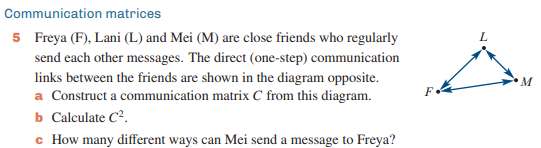 Communication matrices
5 Freya (F), Lani (L) and Mei (M) are close friends who regularly
send each other messages. The direct (one-step) communication
links between the friends are shown in the diagram opposite.
a Construct a communication matrix C from this diagram.
b Calculate C².
c How many different ways can Mei send a message to Freya?
L
F
M